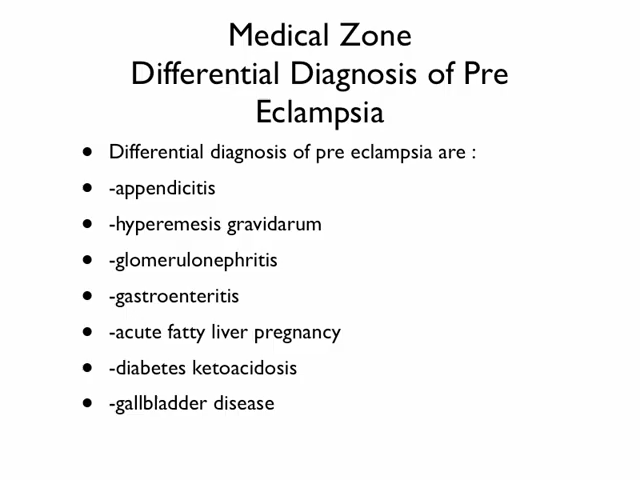 Medical Zone
Differential Diagnosis of Pre
Eclampsia
• Differential diagnosis of pre eclampsia are :
• -appendicitis
• -hyperemesis gravidarum
• -glomerulonephritis
• -gastroenteritis
• -acute fatty liver pregnancy
• -diabetes ketoacidosis
• -gallbladder disease